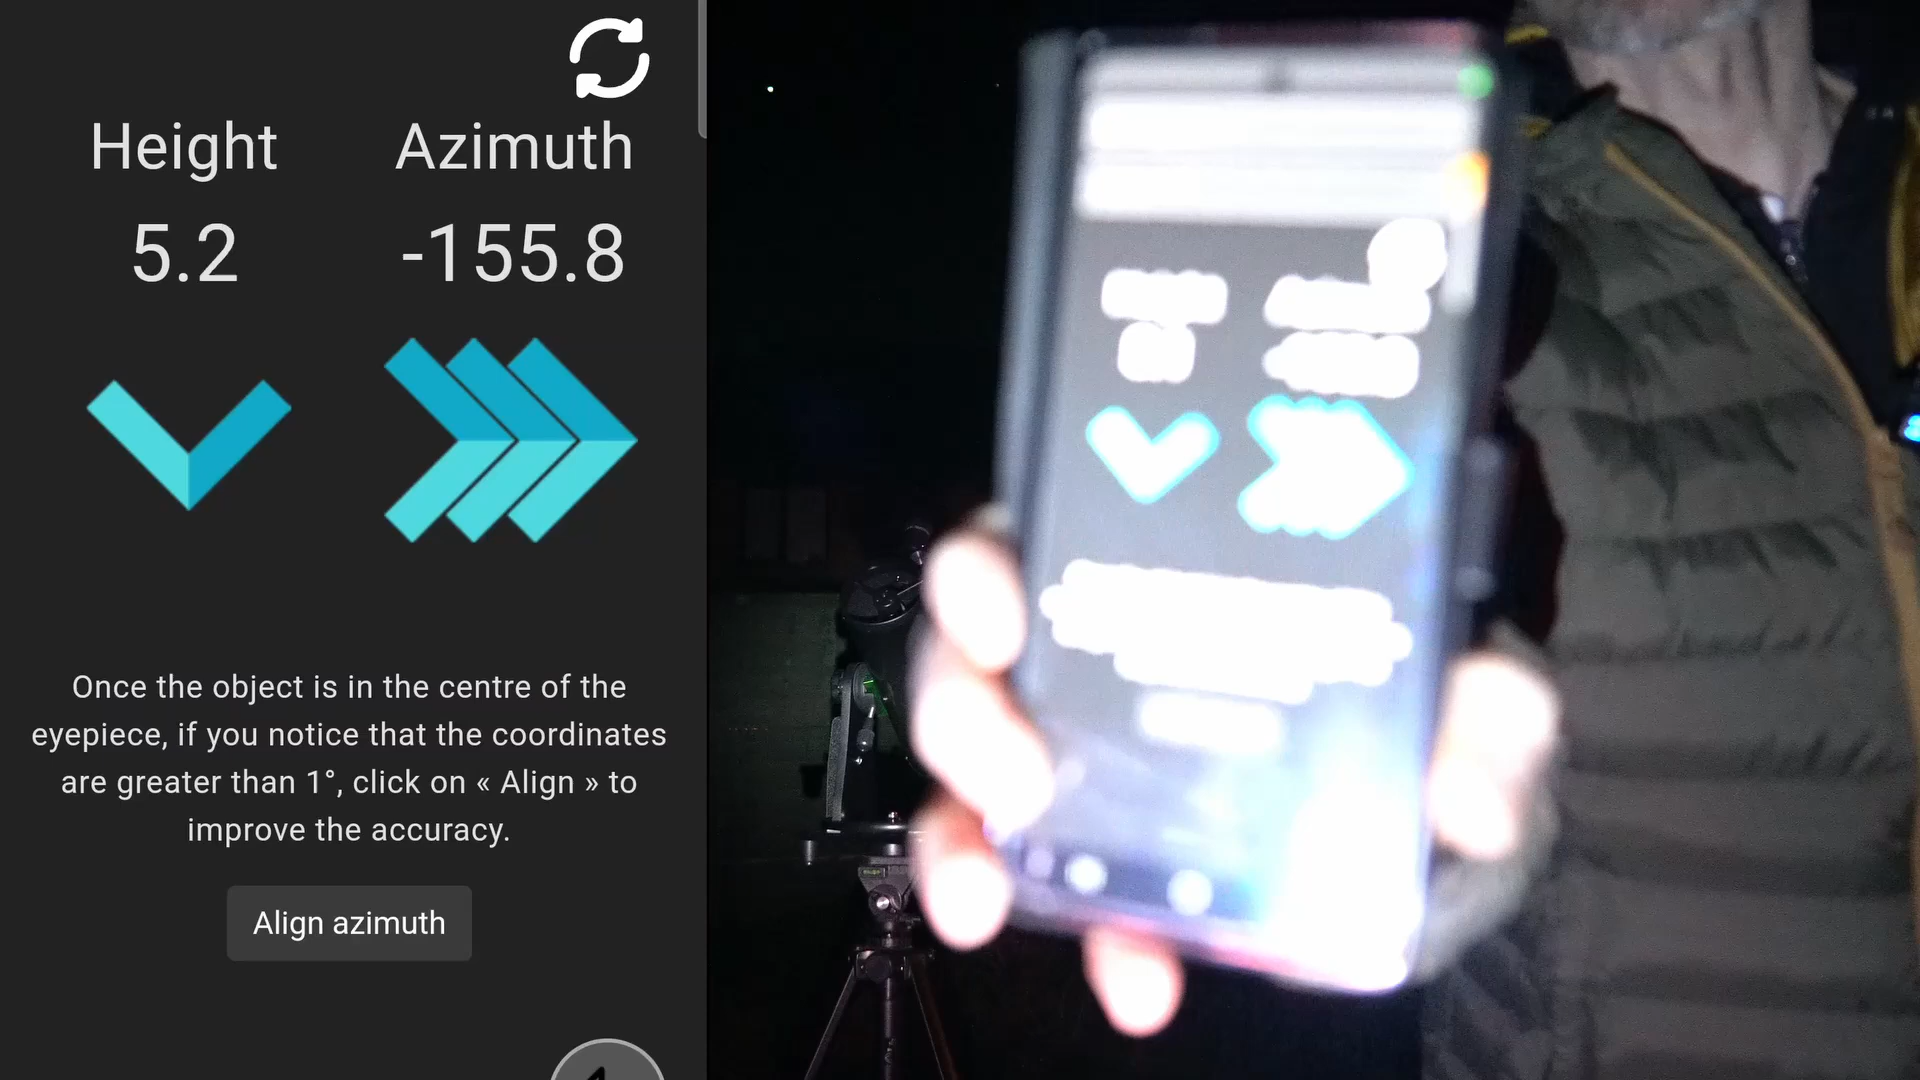 Height Azimuth
5.2 -155.8
Once the object is in the centre of the
eyepiece, if you notice that the coordinates
are greater than 1°, click on « Align » to
improve the accuracy.
Align azimuth